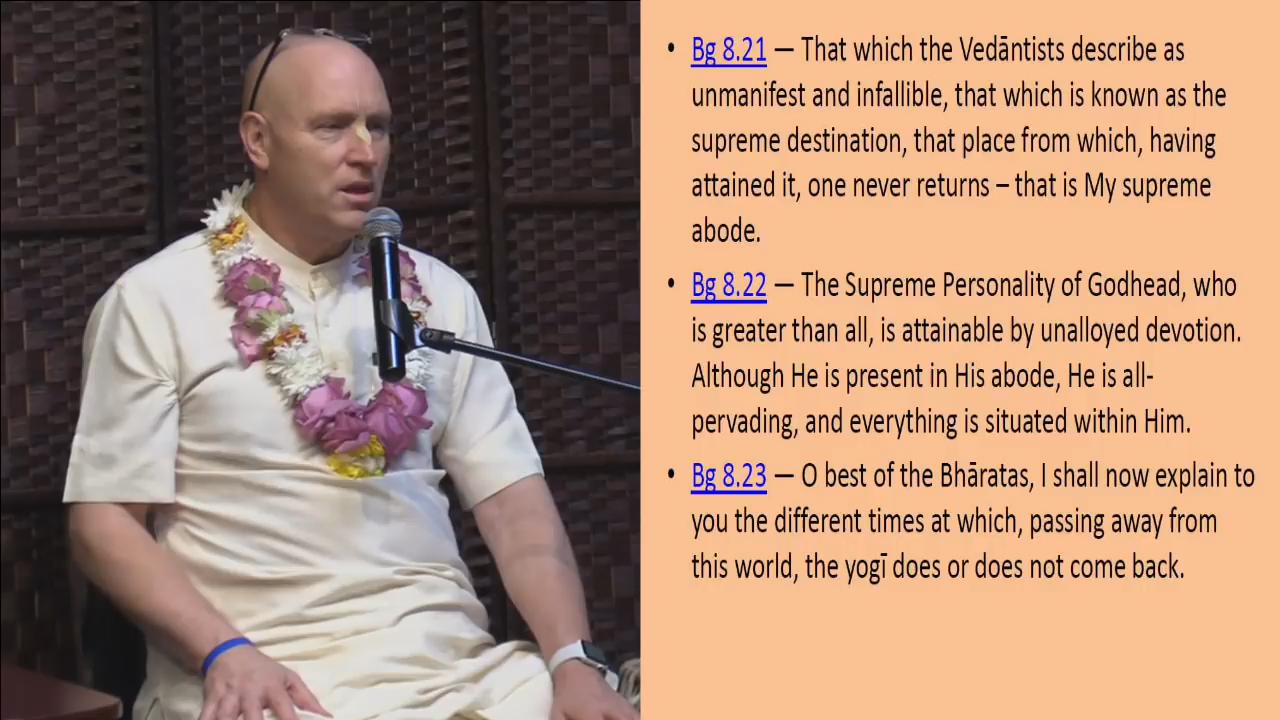 • Bg 8.21 — That which the Vedāntists describe as
unmanifest and infallible, that which is known as the
supreme destination, that place from which, having
attained it, one never returns – that is My supreme
abode.
• Bg 8.22 — The Supreme Personality of Godhead, who
is greater than all, is attainable by unalloyed devotion.
Although He is present in His abode, He is all-
pervading, and everything is situated within Him.
• Bg 8.23 — O best of the Bhāratas, I shall now explain to
you the different times at which, passing away from
this world, the yogī does or does not come back.